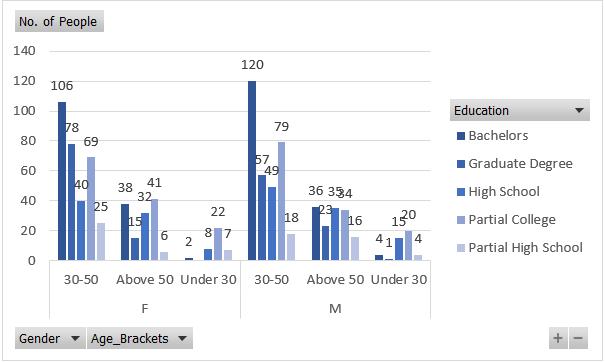 No. of People
140
120
100
80
60
40
20
0
106 78 40 69 25
38 15 32 41 6
2 8 22 7
120 57 49 79 18
36 23 35 34 16
4 1 15 20 4
30-50 Above 50 Under 30 30-50 Above 50 Under 30
F M
Education
Bachelors
Graduate Degree
High School
Partial College
Partial High School
Gender Age_Brackets
+ −